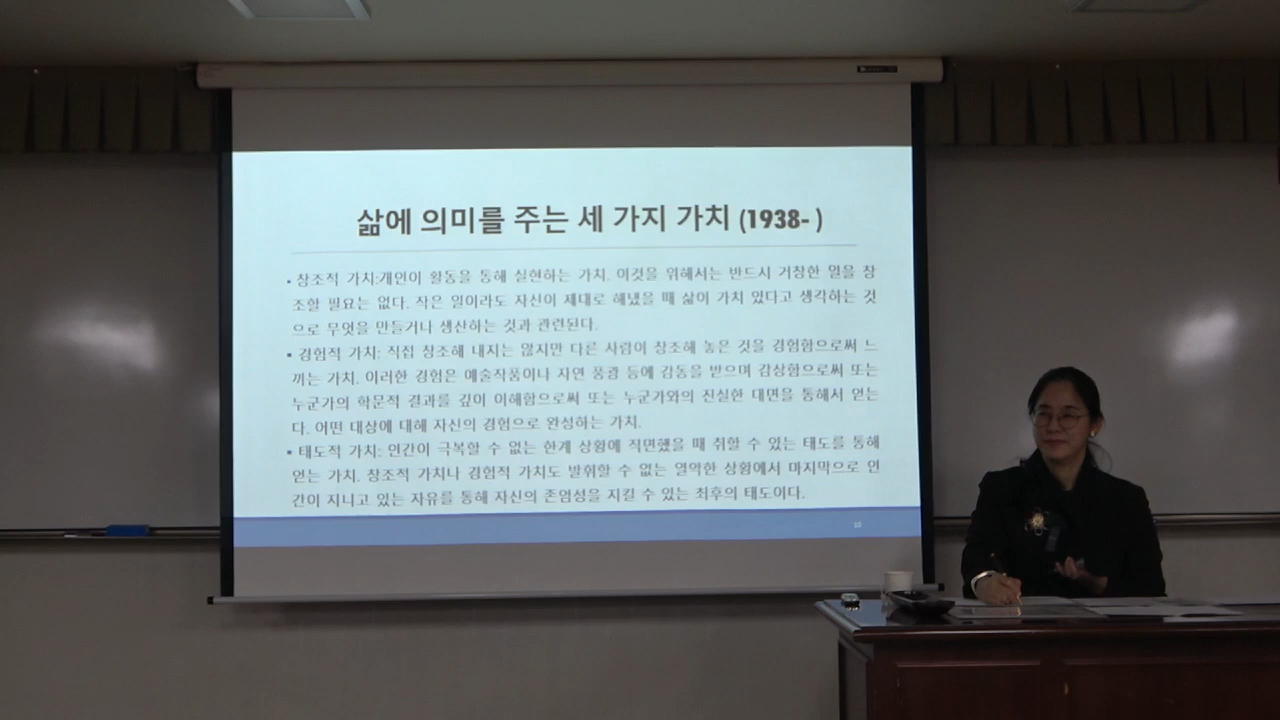 삶에 의미를 주는 세 가지 가치 (1938- )
▪ 창조적 가치:개인이 활동을 통해 실현하는 가치. 이것을 위해서는 반드시 거창한 일을 창
조할 필요는 없다. 작은 일이라도 자신이 제대로 해냈을 때 삶이 가치 있다고 생각하는 것
으로 무엇을 만들거나 생산하는 것과 관련된다.
▪ 경험적 가치: 직접 창조해 내지는 않지만 다른 사람이 창조해 놓은 것을 경험함으로써 느
끼는 가치. 이러한 경험은 예술작품이나 자연 풍광 등에 감동을 받으며 감상함으로써 또는
누군가의 학문적 결과를 깊이 이해함으로써 또는 누군가와의 진실한 대면을 통해서 얻는
다. 어떤 대상에 대해 자신의 경험으로 완성하는 가치.
▪ 태도적 가치: 인간이 극복할 수 없는 한계 상황에 직면했을 때 취할 수 있는 태도를 통해
얻는 가치. 창조적 가치나 경험적 가치도 발휘할 수 없는 열악한 상황에서 마지막으로 인
간이 지니고 있는 자유를 통해 자신의 존엄성을 지킬 수 있는 최후의 태도이다.